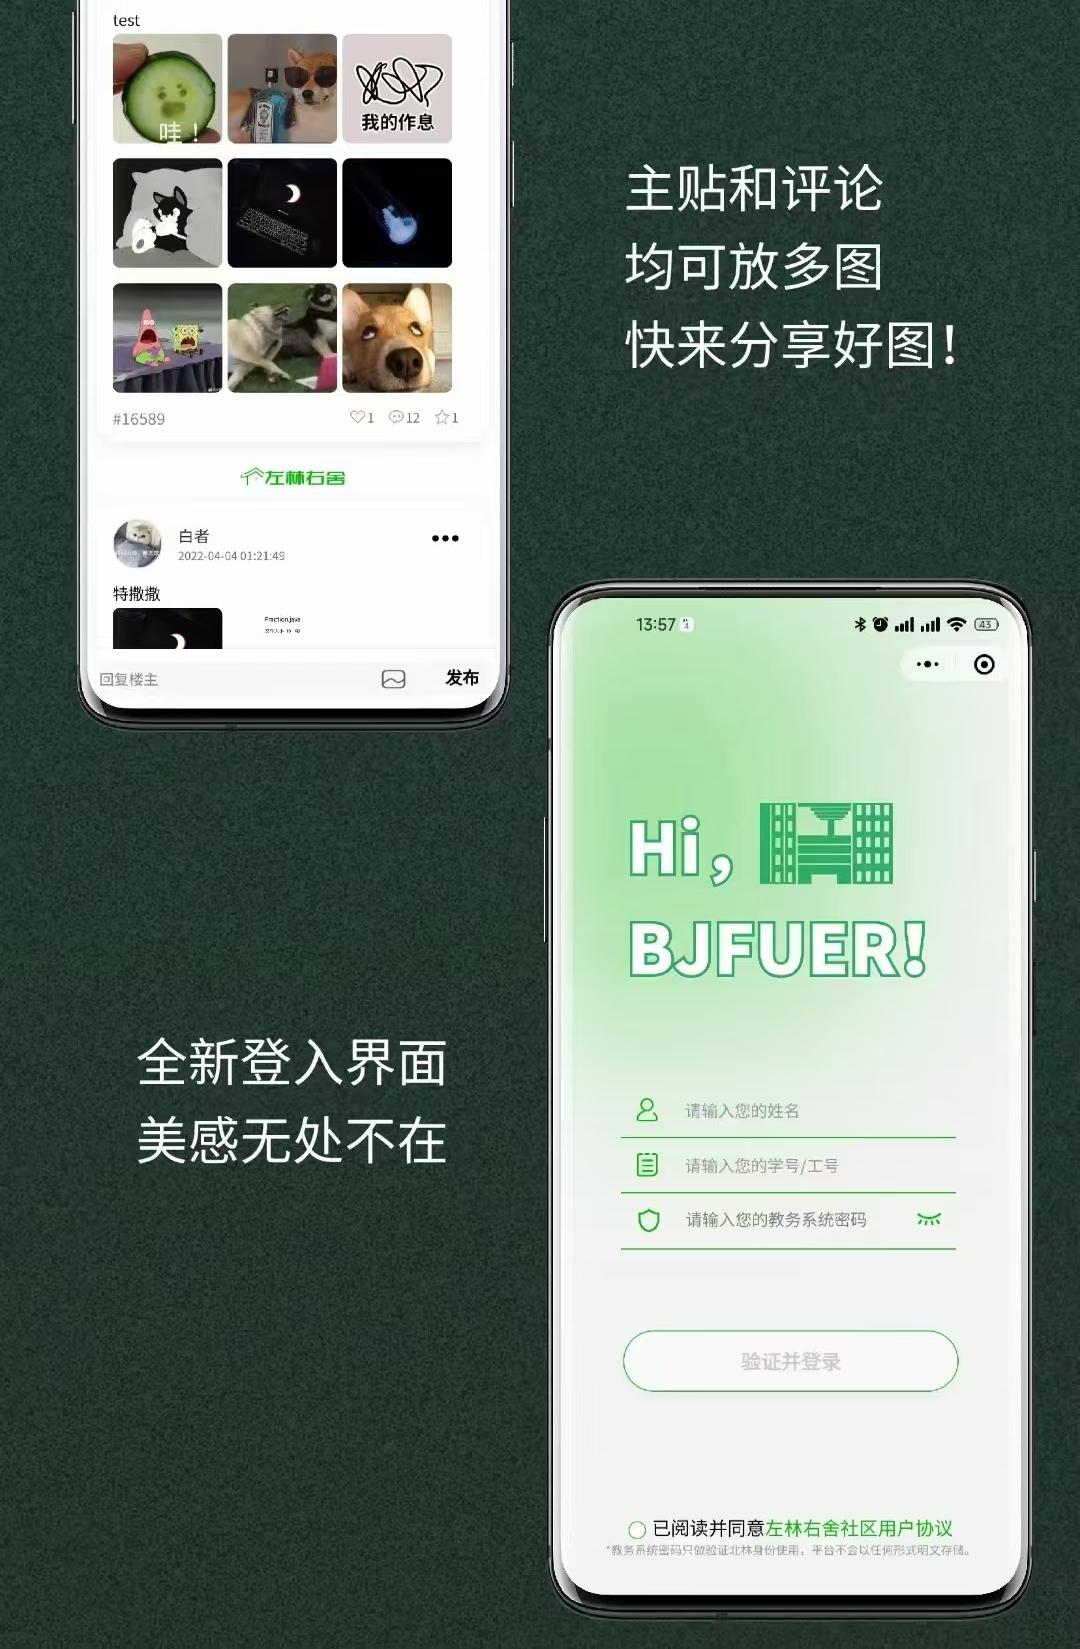 test
哇！
我的作息
#16589
1
12
1
左林右舍
白者
2022-04-04 01:21:49
特撒撒
Fraction.java
回复楼主
发布
主贴和评论
均可放多图
快来分享好图！
13:57
43
Hi，
BJFUER！
全新登入界面
美感无处不在
请输入您的姓名
请输入您的学号/工号
请输入您的教务系统密码
验证并登录
已阅读并同意左林右舍社区用户协议
*教务系统密码只做验证北林身份使用，平台不会以任何形式明文存储。